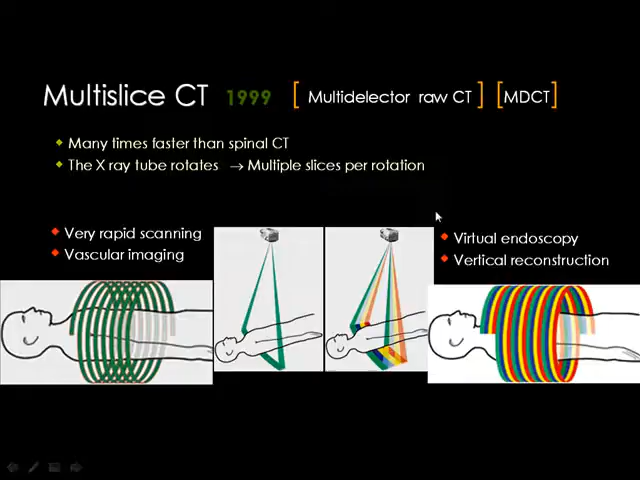 Multislice CT 1999 [ Multidelector raw CT ] [MDCT]
Many times faster than spinal CT
The X ray tube rotates → Multiple slices per rotation
Very rapid scanning
Vascular imaging
Virtual endoscopy
Vertical reconstruction